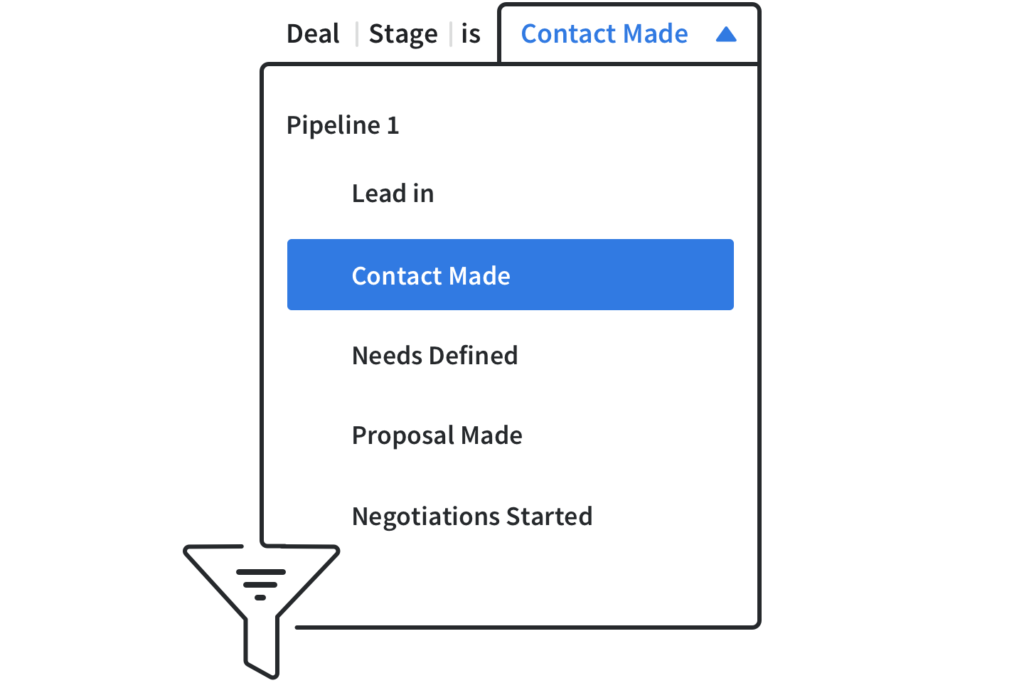 Deal | Stage | is Contact Made
Pipeline 1
Lead in
Contact Made
Needs Defined
Proposal Made
Negotiations Started